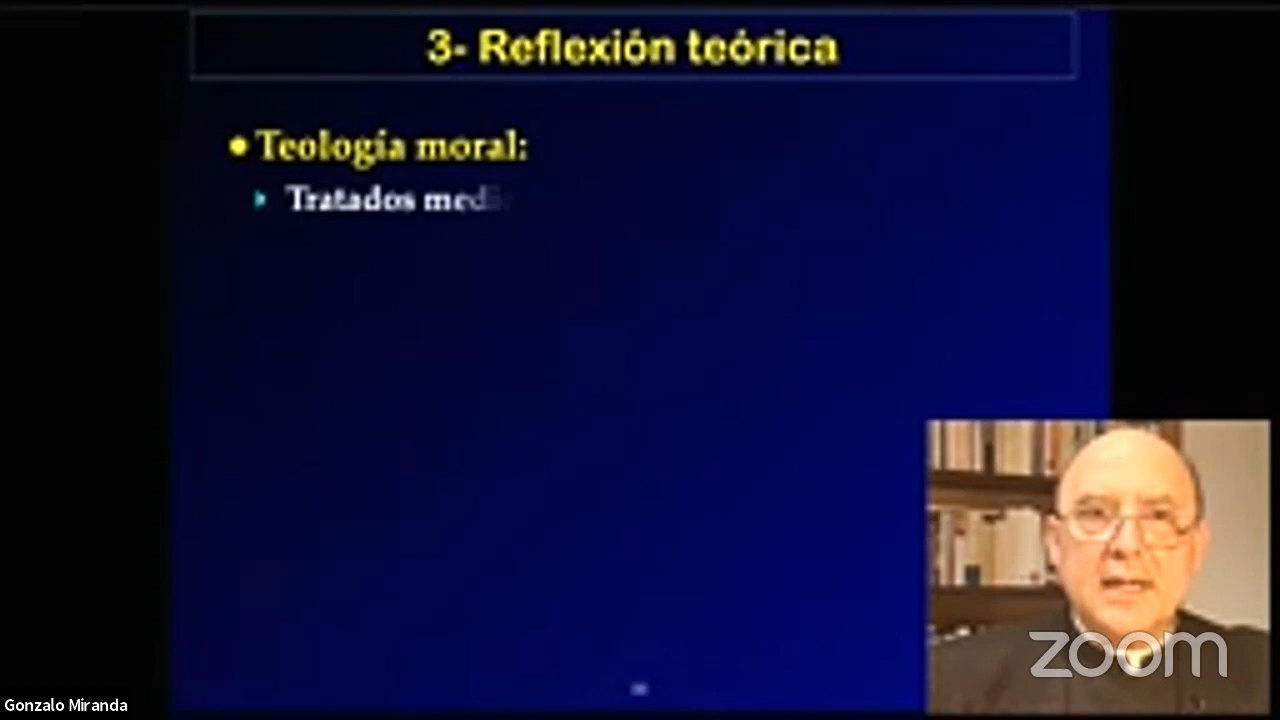 3- Reflexión teórica
Teología moral:
Tratados
zoom
Gonzalo Miranda